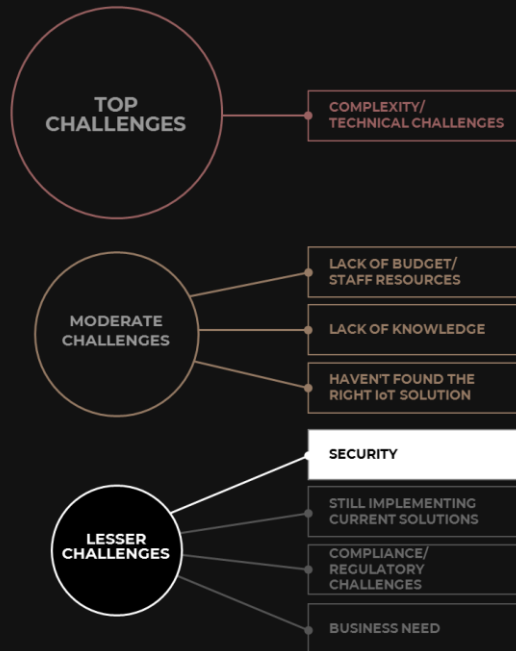 TOP
CHALLENGES
COMPLEXITY/
TECHNICAL CHALLENGES
MODERATE
CHALLENGES
LACK OF BUDGET/
STAFF RESOURCES
LACK OF KNOWLEDGE
HAVEN'T FOUND THE
RIGHT IoT SOLUTION
LESSER
CHALLENGES
SECURITY
STILL IMPLEMENTING
CURRENT SOLUTIONS
COMPLIANCE/
REGULATORY
CHALLENGES
BUSINESS NEED